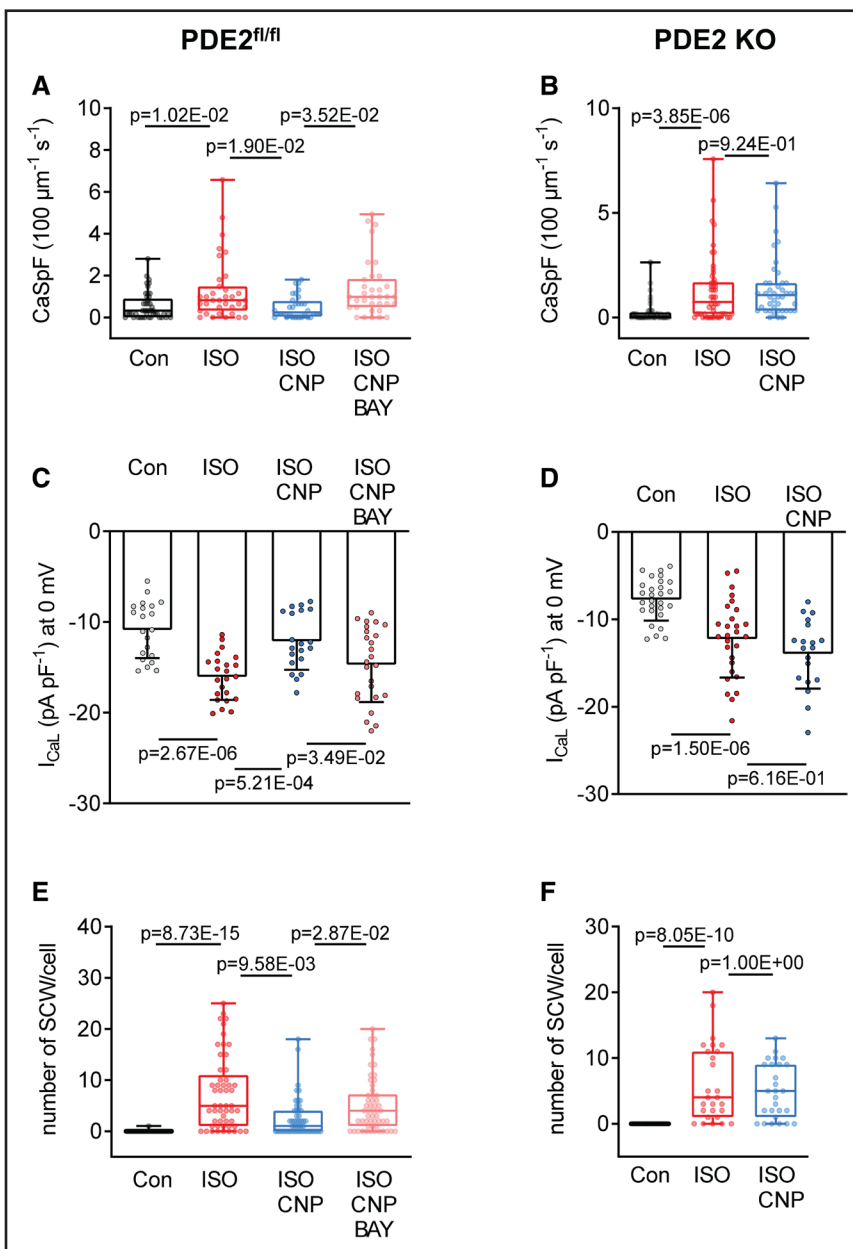 PDE2fl/fl
PDE2 KO
A
CaSpF (100 µm⁻¹ s⁻¹)
10
8
6
4
2
0
p=1.02E-02
p=3.52E-02
p=1.90E-02
Con
ISO
ISO
CNP
ISO
CNP
BAY
B
CaSpF (100 µm⁻¹ s⁻¹)
10
5
0
p=3.85E-06
p=9.24E-01
Con
ISO
ISO
CNP
C
Con
ISO
ISO
CNP
ISO
CNP
BAY
ICaL (pA pF⁻¹) at 0 mV
0
-10
-20
-30
p=2.67E-06
p=3.49E-02
p=5.21E-04
D
Con
ISO
ISO
CNP
ICaL (pA pF⁻¹) at 0 mV
0
-10
-20
-30
p=1.50E-06
p=6.16E-01
E
number of SCW/cell
40
30
20
10
0
p=8.73E-15
p=2.87E-02
p=9.58E-03
Con
ISO
ISO
CNP
ISO
CNP
BAY
F
number of SCW/cell
30
20
10
0
p=8.05E-10
p=1.00E+00
Con
ISO
ISO
CNP